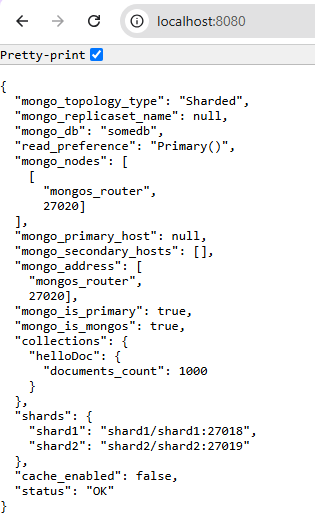 localhost:8080
Pretty-print
{
  "mongo_topology_type": "Sharded",
  "mongo_replicaset_name": null,
  "mongo_db": "somedb",
  "read_preference": "Primary()",
  "mongo_nodes": [
    [
      "mongos_router",
      27020]
  ],
  "mongo_primary_host": null,
  "mongo_secondary_hosts": [],
  "mongo_address": [
    "mongos_router",
    27020],
  "mongo_is_primary": true,
  "mongo_is_mongos": true,
  "collections": {
    "helloDoc": {
      "documents_count": 1000
    }
  },
  "shards": {
    "shard1": "shard1/shard1:27018",
    "shard2": "shard2/shard2:27019"
  },
  "cache_enabled": false,
  "status": "OK"
}